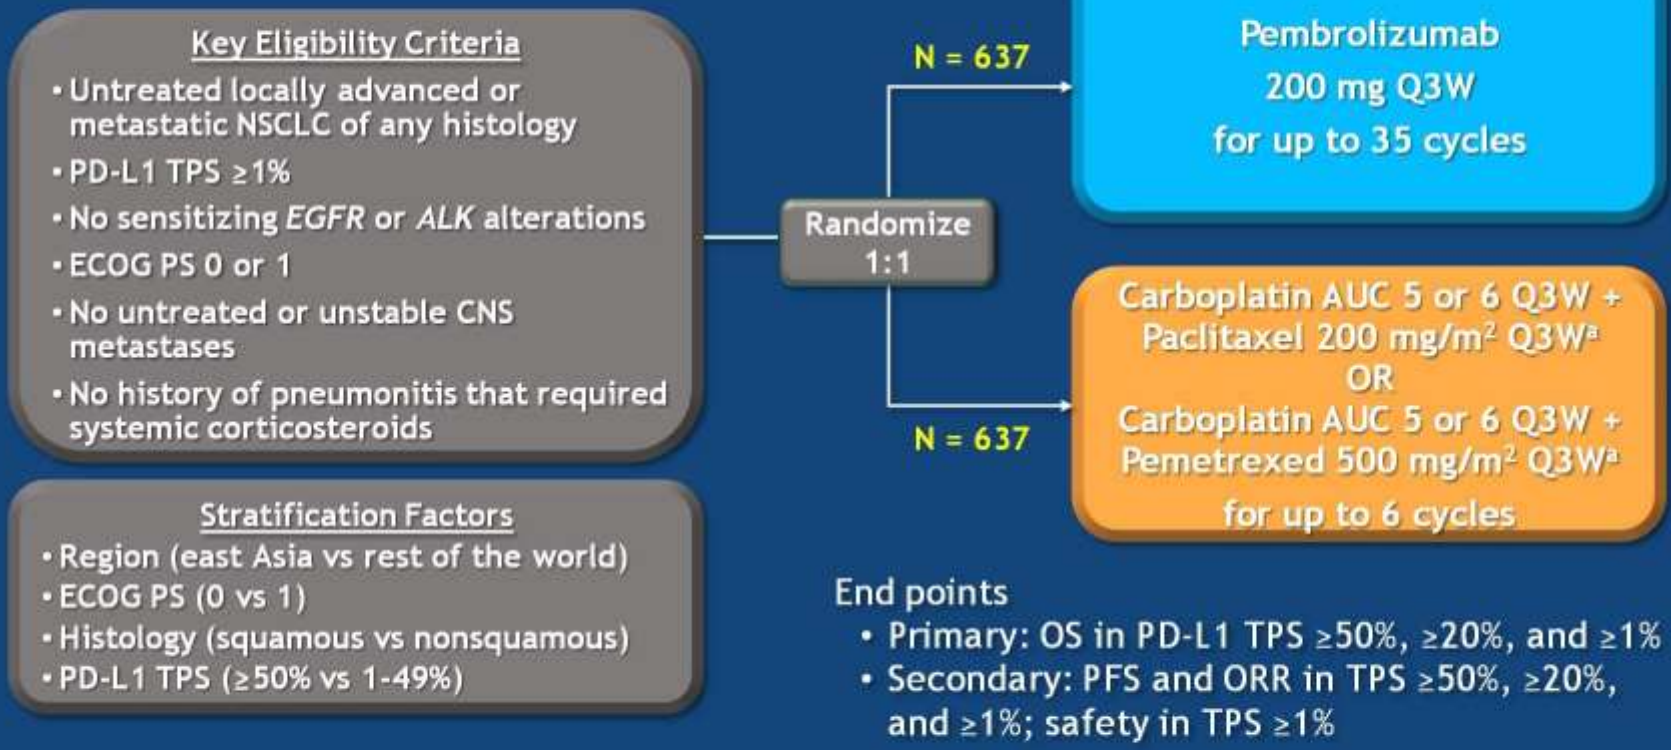 Key Eligibility Criteria
• Untreated locally advanced or
metastatic NSCLC of any histology
• PD-L1 TPS ≥1%
• No sensitizing EGFR or ALK alterations
• ECOG PS 0 or 1
• No untreated or unstable CNS
metastases
• No history of pneumonitis that required
systemic corticosteroids
Stratification Factors
• Region (east Asia vs rest of the world)
• ECOG PS (0 vs 1)
• Histology (squamous vs nonsquamous)
• PD-L1 TPS (≥50% vs 1-49%)
Randomize
1:1
N = 637
Pembrolizumab
200 mg Q3W
for up to 35 cycles
N = 637
Carboplatin AUC 5 or 6 Q3W +
Paclitaxel 200 mg/m² Q3Wᵃ
OR
Carboplatin AUC 5 or 6 Q3W +
Pemetrexed 500 mg/m² Q3Wᵃ
for up to 6 cycles
End points
• Primary: OS in PD-L1 TPS ≥50%, ≥20%, and ≥1%
• Secondary: PFS and ORR in TPS ≥50%, ≥20%,
and ≥1%; safety in TPS ≥1%